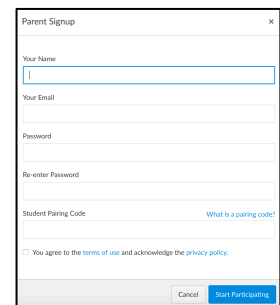 Parent Signup ×
Your Name
Your Email
Password
Re-enter Password
Student Pairing Code What is a pairing code?
You agree to the terms of use and acknowledge the privacy policy.
Cancel Start Participating